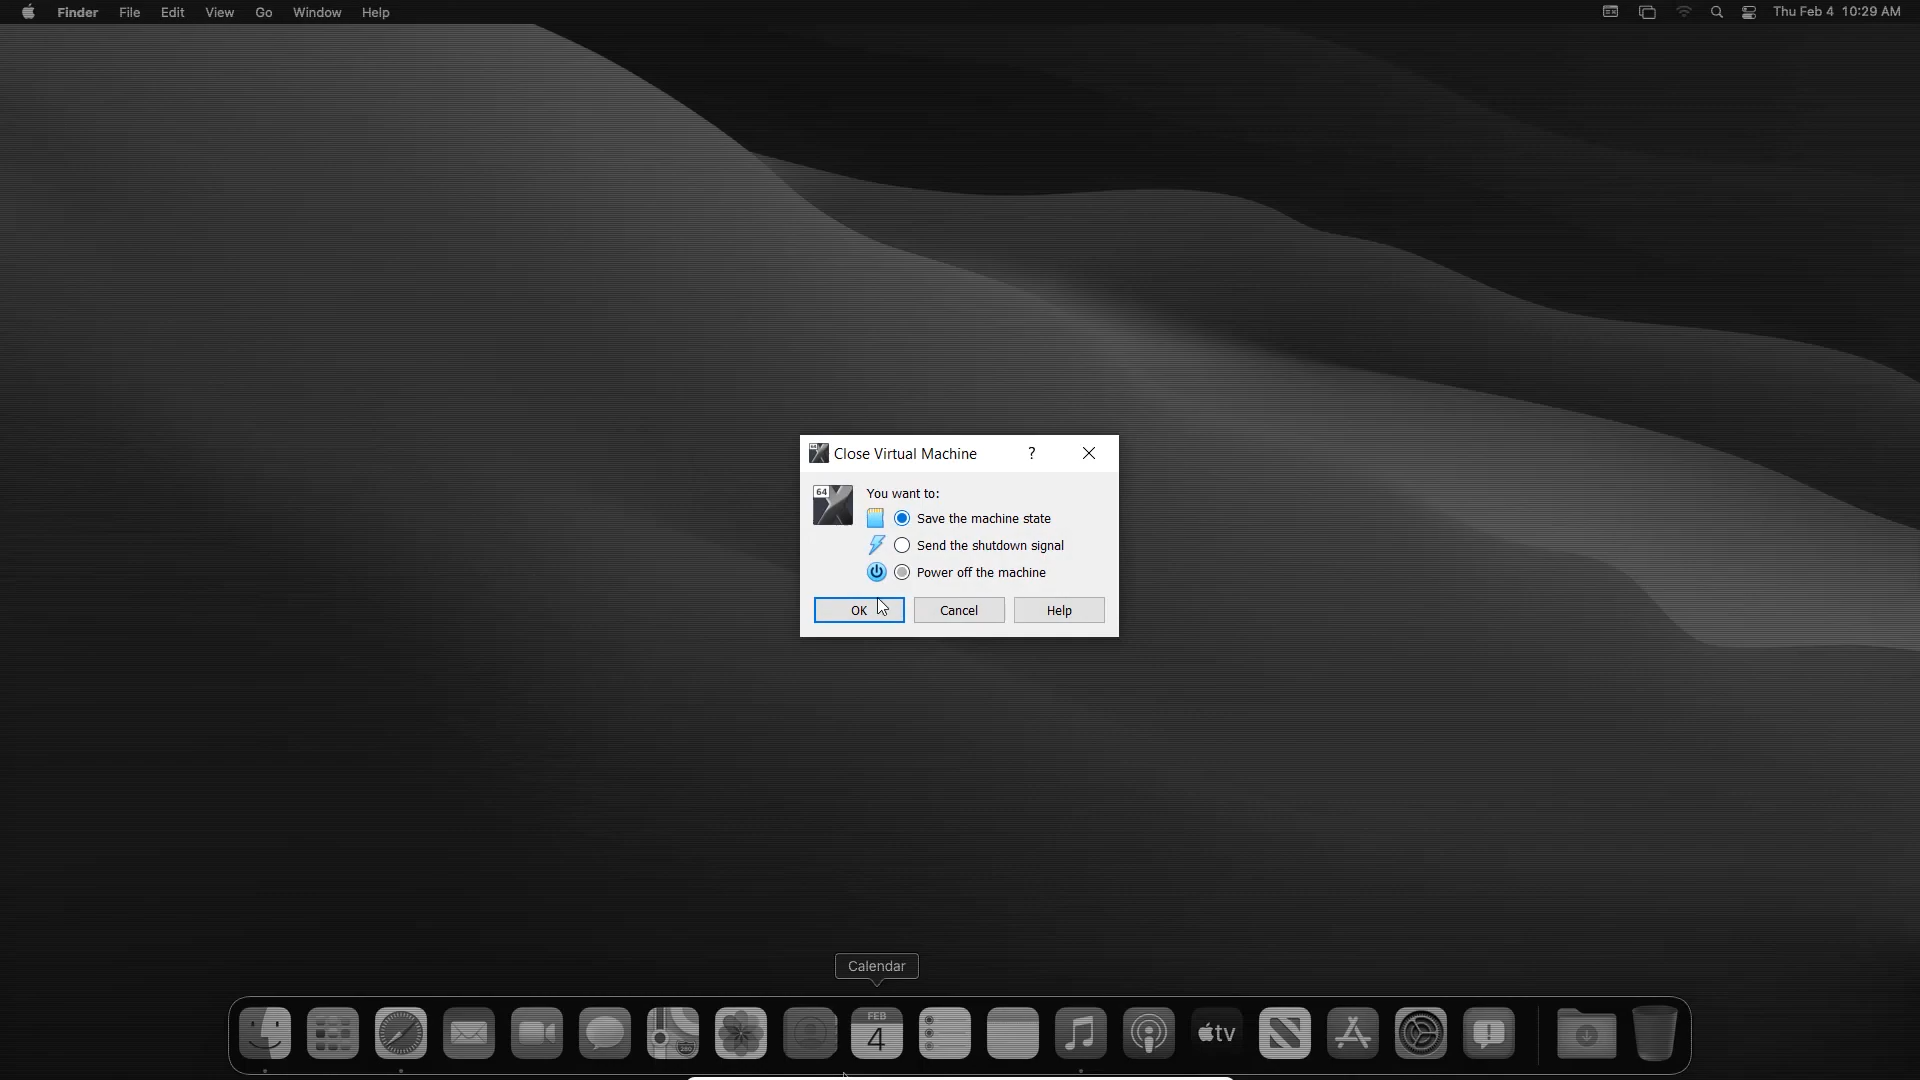 Finder File Edit View Go Window Help Thu Feb 4 10:29 AM
Close Virtual Machine ?
64
You want to:
Save the machine state
Send the shutdown signal
Power off the machine
OK Cancel Help
Calendar
FEB
4
tv
280